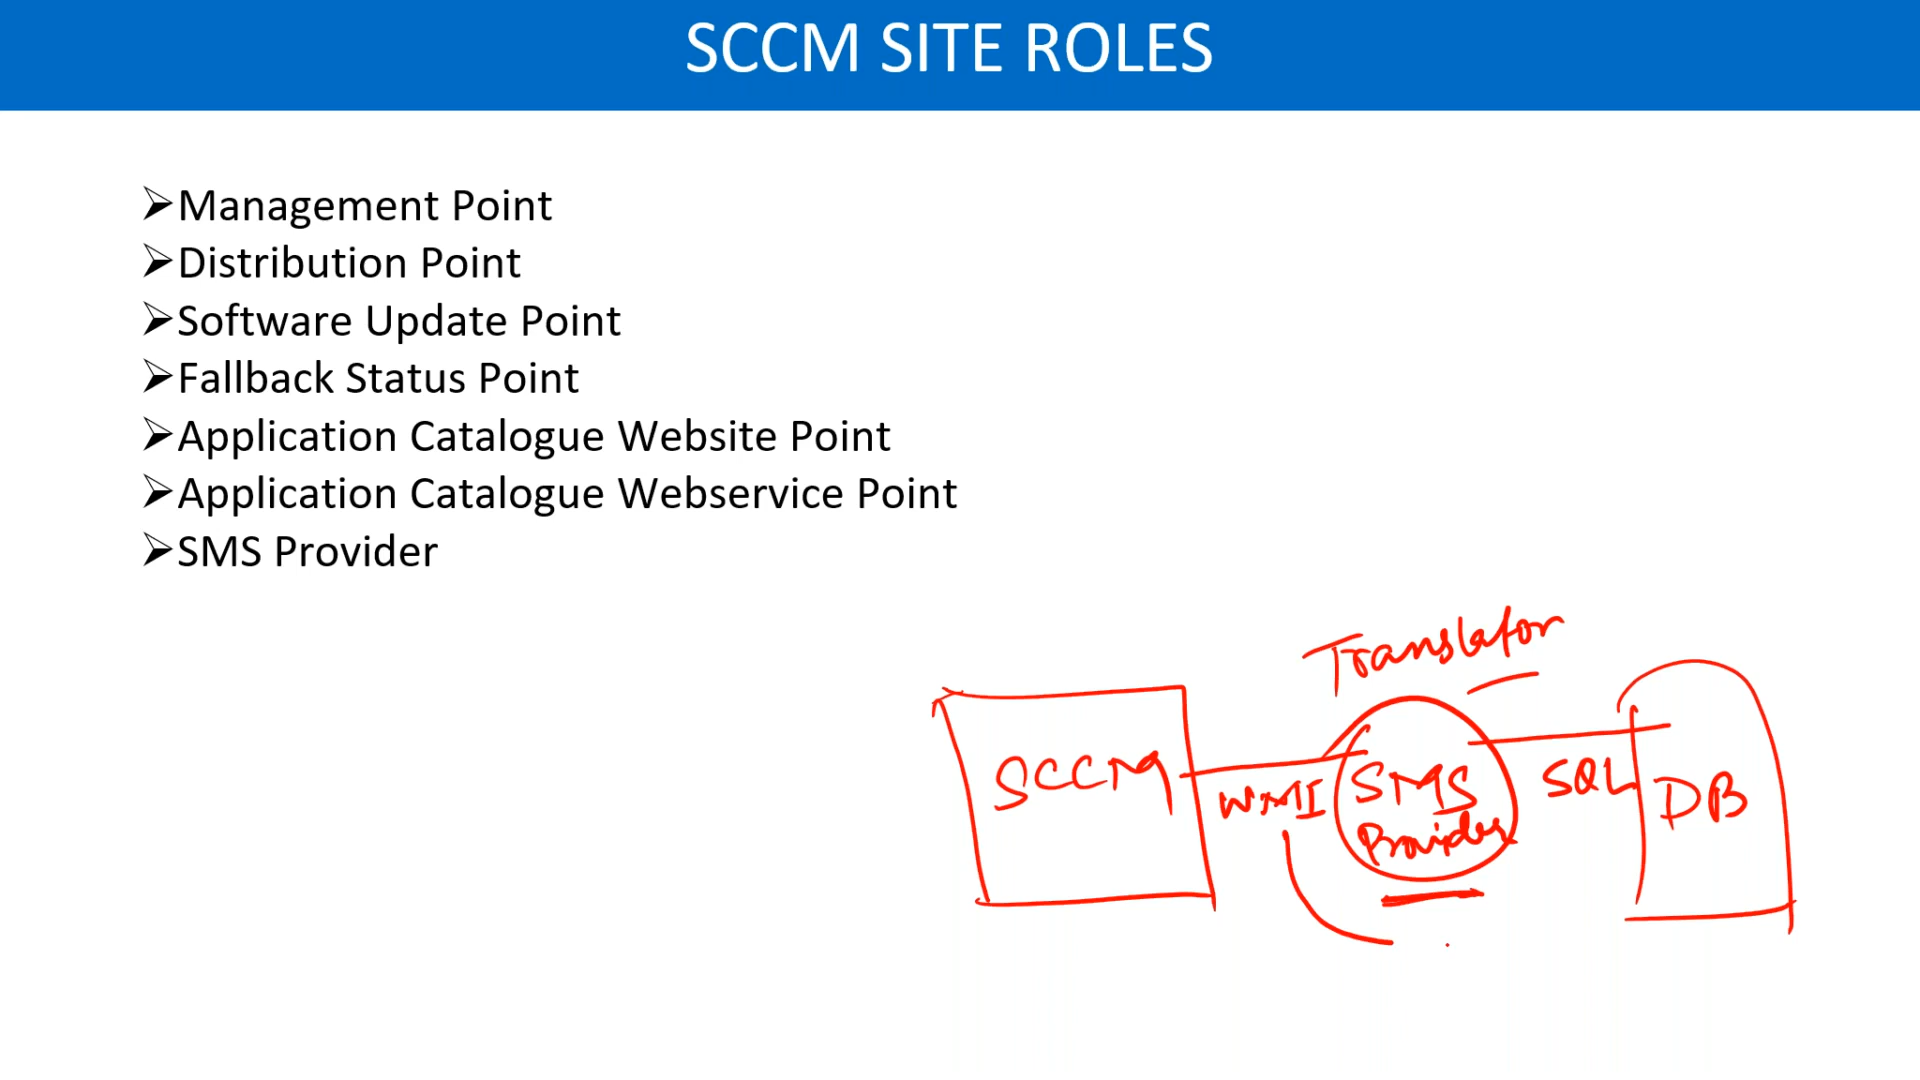 SCCM SITE ROLES
➢Management Point
➢Distribution Point
➢Software Update Point
➢Fallback Status Point
➢Application Catalogue Website Point
➢Application Catalogue Webservice Point
➢SMS Provider
Translator
SCCM WMI SMS Provider SQL DB